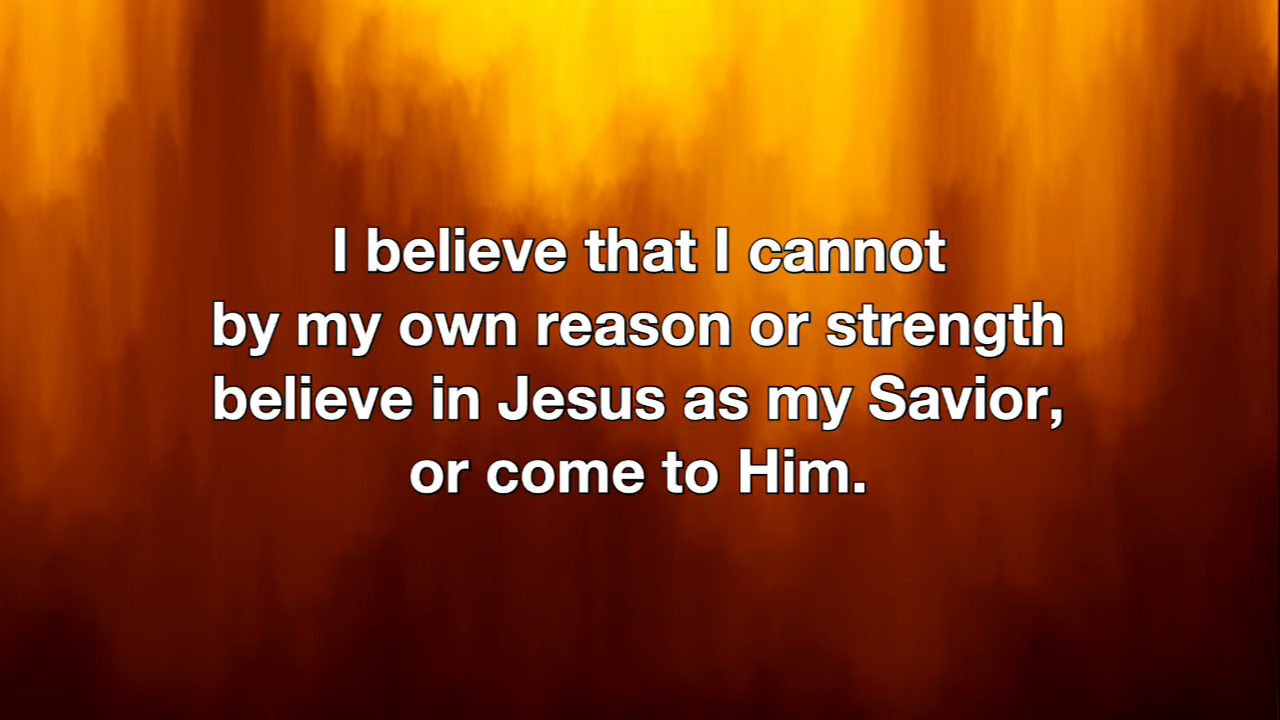 I believe that I cannot
by my own reason or strength
believe in Jesus as my Savior,
or come to Him.